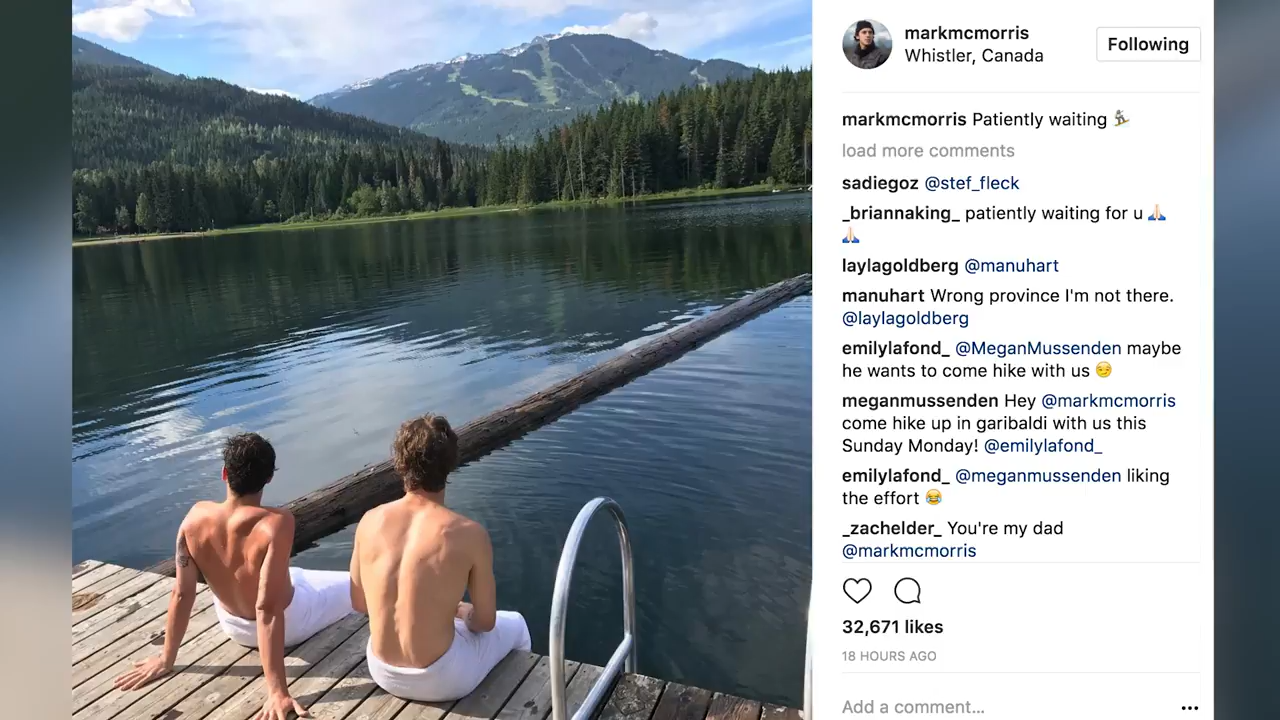 markmcmorris
Whistler, Canada
Following
markmcmorris Patiently waiting 🏂
load more comments
sadiegoz @stef_fleck
_briannaking_ patiently waiting for u 🙏🏻
🙏🏻
laylagoldberg @manuhart
manuhart Wrong province I'm not there.
@laylagoldberg
emilylafond_ @MeganMussenden maybe
he wants to come hike with us 😏
meganmussenden Hey @markmcmorris
come hike up in garibaldi with us this
Sunday Monday! @emilylafond_
emilylafond_ @meganmussenden liking
the effort 😂
_zachelder_ You're my dad
@markmcmorris
32,671 likes
18 HOURS AGO
Add a comment...